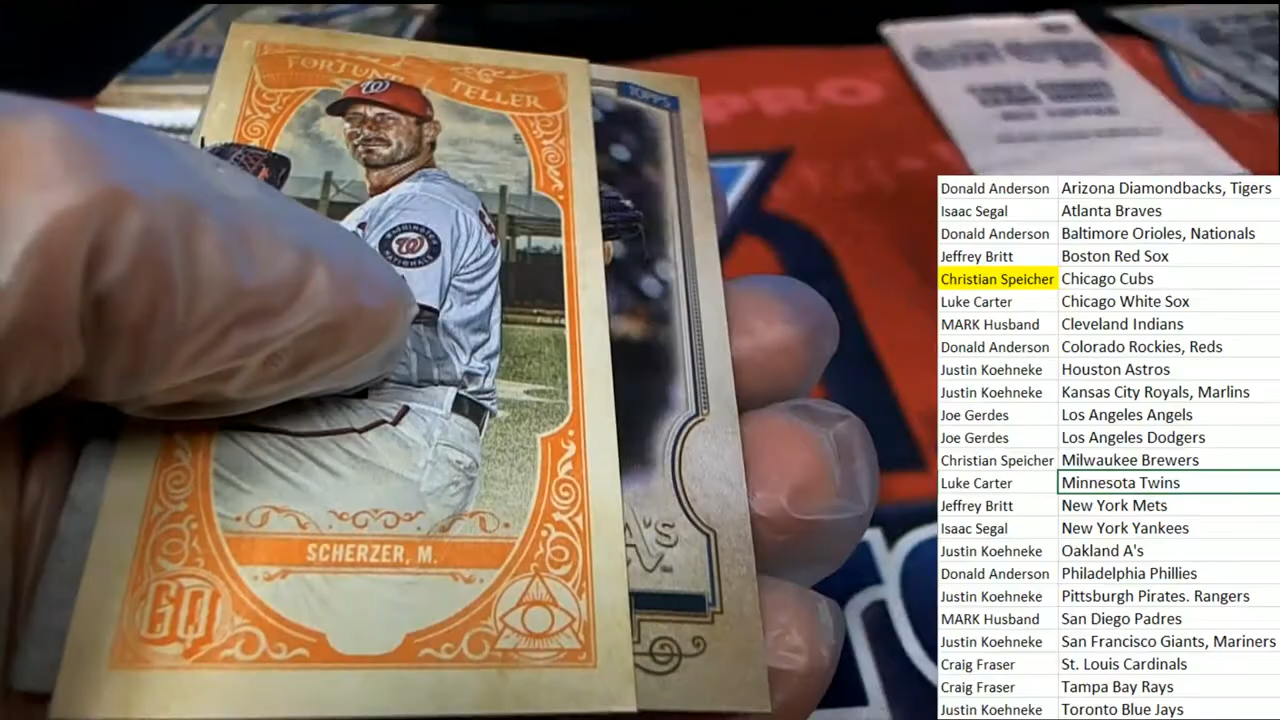 FORTUNE TELLER
SCHERZER, M.
GQ
W
WASHINGTON
NATIONALS
TOPPS
A's
PRO
Donald Anderson Arizona Diamondbacks, Tigers
Isaac Segal Atlanta Braves
Donald Anderson Baltimore Orioles, Nationals
Jeffrey Britt Boston Red Sox
Christian Speicher Chicago Cubs
Luke Carter Chicago White Sox
MARK Husband Cleveland Indians
Donald Anderson Colorado Rockies, Reds
Justin Koehneke Houston Astros
Justin Koehneke Kansas City Royals, Marlins
Joe Gerdes Los Angeles Angels
Joe Gerdes Los Angeles Dodgers
Christian Speicher Milwaukee Brewers
Luke Carter Minnesota Twins
Jeffrey Britt New York Mets
Isaac Segal New York Yankees
Justin Koehneke Oakland A's
Donald Anderson Philadelphia Phillies
Justin Koehneke Pittsburgh Pirates. Rangers
MARK Husband San Diego Padres
Justin Koehneke San Francisco Giants, Mariners
Craig Fraser St. Louis Cardinals
Craig Fraser Tampa Bay Rays
Justin Koehneke Toronto Blue Jays